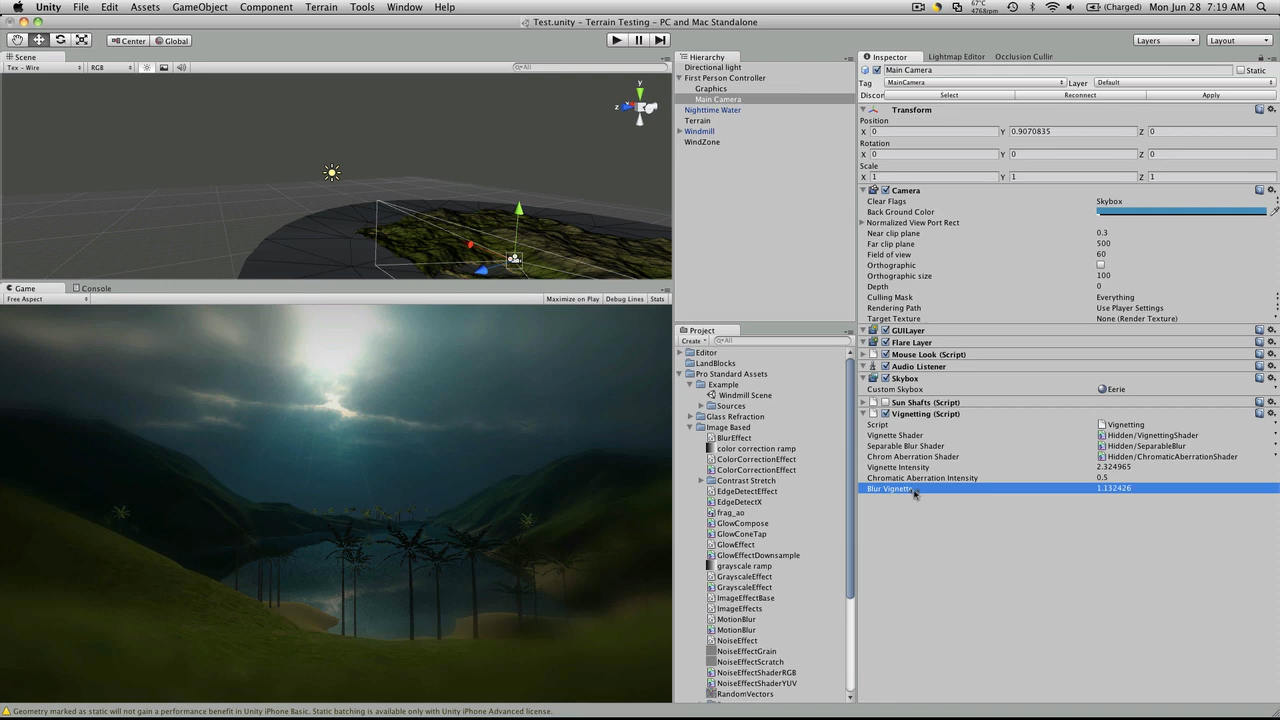 Unity File Edit Assets GameObject Component Terrain Tools Window Help 67°C 4768rpm (Charged) Mon Jun 28 7:19 AM
Test.unity – Terrain Testing – PC and Mac Standalone
Center Global Layers Layout
Scene
Tex - Wire RGB All
y
z
Game Console
Free Aspect Maximize on Play Debug Lines Stats
Hierarchy
Directional light
First Person Controller
Graphics
Main Camera
Nighttime Water
Terrain
Windmill
WindZone
Project
Create All
Editor
LandBlocks
Pro Standard Assets
Example
Windmill Scene
Sources
Glass Refraction
Image Based
BlurEffect
color correction ramp
ColorCorrectionEffect
ColorCorrectionEffect
Contrast Stretch
EdgeDetectEffect
EdgeDetectX
frag_ao
GlowCompose
GlowConeTap
GlowEffect
GlowEffectDownsample
grayscale ramp
GrayscaleEffect
GrayscaleEffect
ImageEffectBase
ImageEffects
MotionBlur
MotionBlur
NoiseEffect
NoiseEffectGrain
NoiseEffectScratch
NoiseEffectShaderRGB
NoiseEffectShaderYUV
RandomVectors
Inspector Lightmap Editor Occlusion Cullir
Main Camera Static
Tag MainCamera Layer Default
Discor Select Reconnect Apply
Transform
Position
X 0 Y 0.9070835 Z 0
Rotation
X 0 Y 0 Z 0
Scale
X 1 Y 1 Z 1
Camera
Clear Flags Skybox
Back Ground Color
Normalized View Port Rect
Near clip plane 0.3
Far clip plane 500
Field of view 60
Orthographic
Orthographic size 100
Depth 0
Culling Mask Everything
Rendering Path Use Player Settings
Target Texture None (Render Texture)
GUILayer
Flare Layer
Mouse Look (Script)
Audio Listener
Skybox
Custom Skybox Eerie
Sun Shafts (Script)
Vignetting (Script)
Script Vignetting
Vignette Shader Hidden/VignettingShader
Separable Blur Shader Hidden/SeparableBlur
Chrom Aberration Shader Hidden/ChromaticAberrationShader
Vignette Intensity 2.324965
Chromatic Aberration Intensity 0.5
Blur Vignette 1.132426
Geometry marked as static will not gain a performance benefit in Unity iPhone Basic. Static batching is available only with Unity iPhone Advanced license.